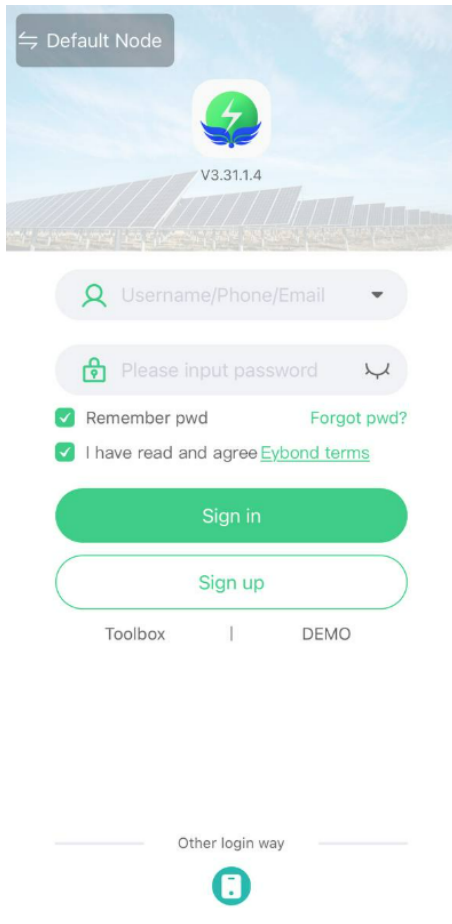 Default Node
V3.31.1.4
Username/Phone/Email
Please input password
Remember pwd Forgot pwd?
I have read and agree Eybond terms
Sign in
Sign up
Toolbox | DEMO
Other login way